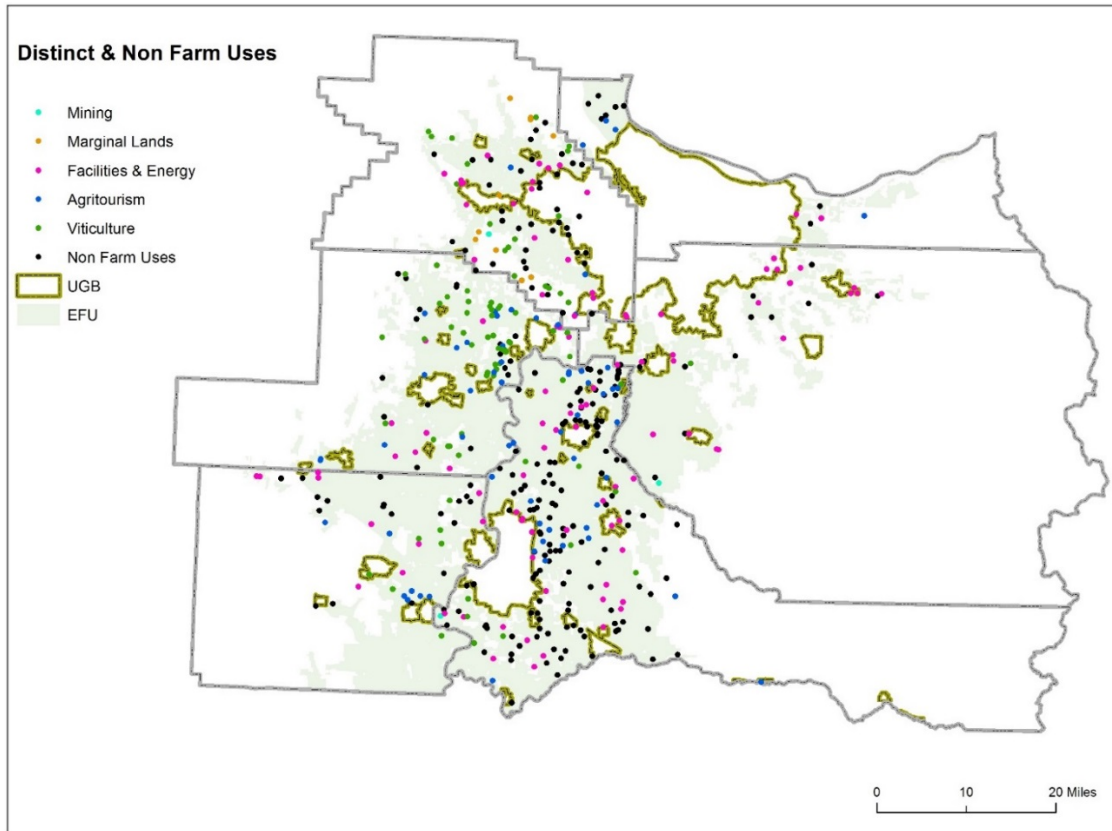 Distinct & Non Farm Uses
Mining
Marginal Lands
Facilities & Energy
Agritourism
Viticulture
Non Farm Uses
UGB
EFU
0 10 20 Miles